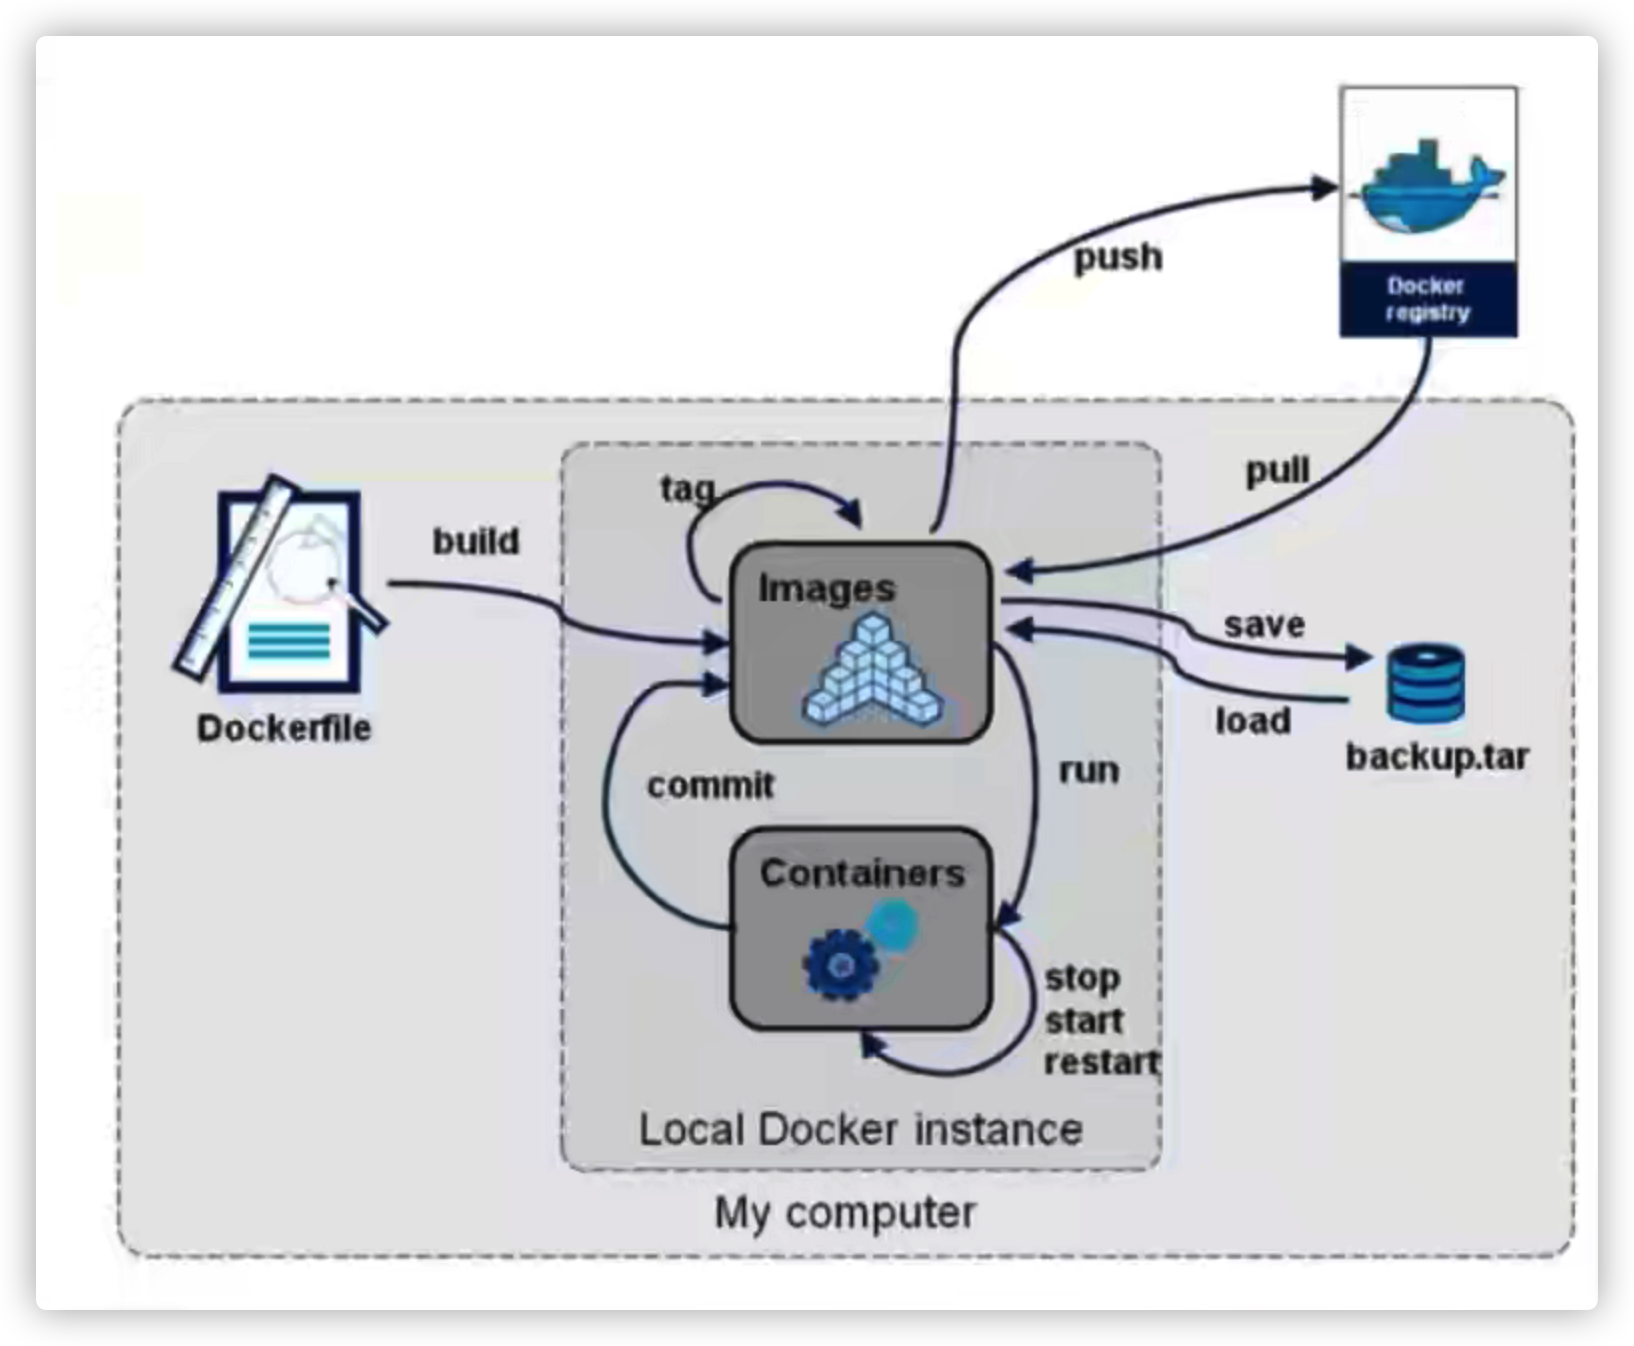 Docker
registry
push
pull
tag
build
Images
save
load
Dockerfile
backup.tar
commit
run
Containers
stop
start
restart
Local Docker instance
My computer